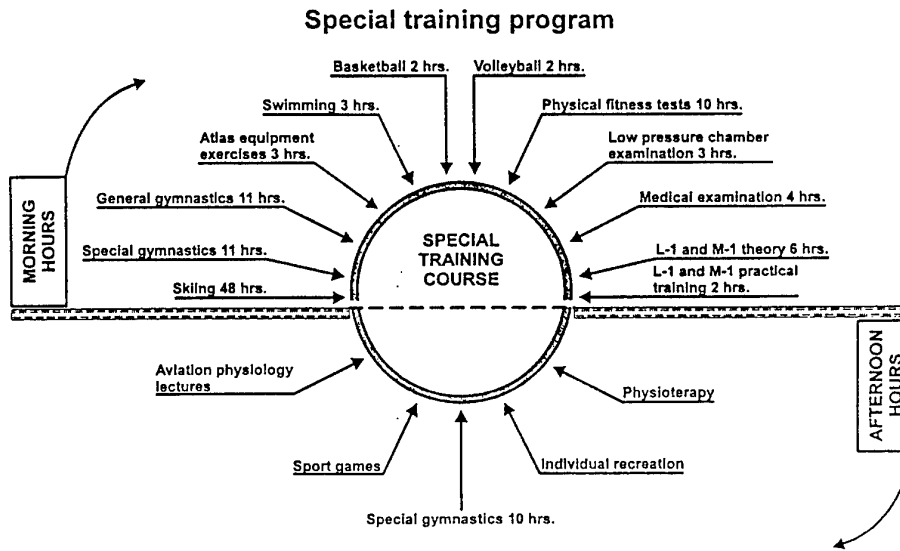 Special training program
Basketball 2 hrs.
Volleyball 2 hrs.
Swimming 3 hrs.
Physical fitness tests 10 hrs.
Atlas equipment
exercises 3 hrs.
Low pressure chamber
examination 3 hrs.
General gymnastics 11 hrs.
Medical examination 4 hrs.
MORNING
HOURS
SPECIAL
TRAINING
COURSE
Special gymnastics 11 hrs.
L-1 and M-1 theory 6 hrs.
Skiing 48 hrs.
L-1 and M-1 practical
training 2 hrs.
Aviation physiology
lectures
Physioterapy
AFTERNOON
HOURS
Sport games
Individual recreation
Special gymnastics 10 hrs.